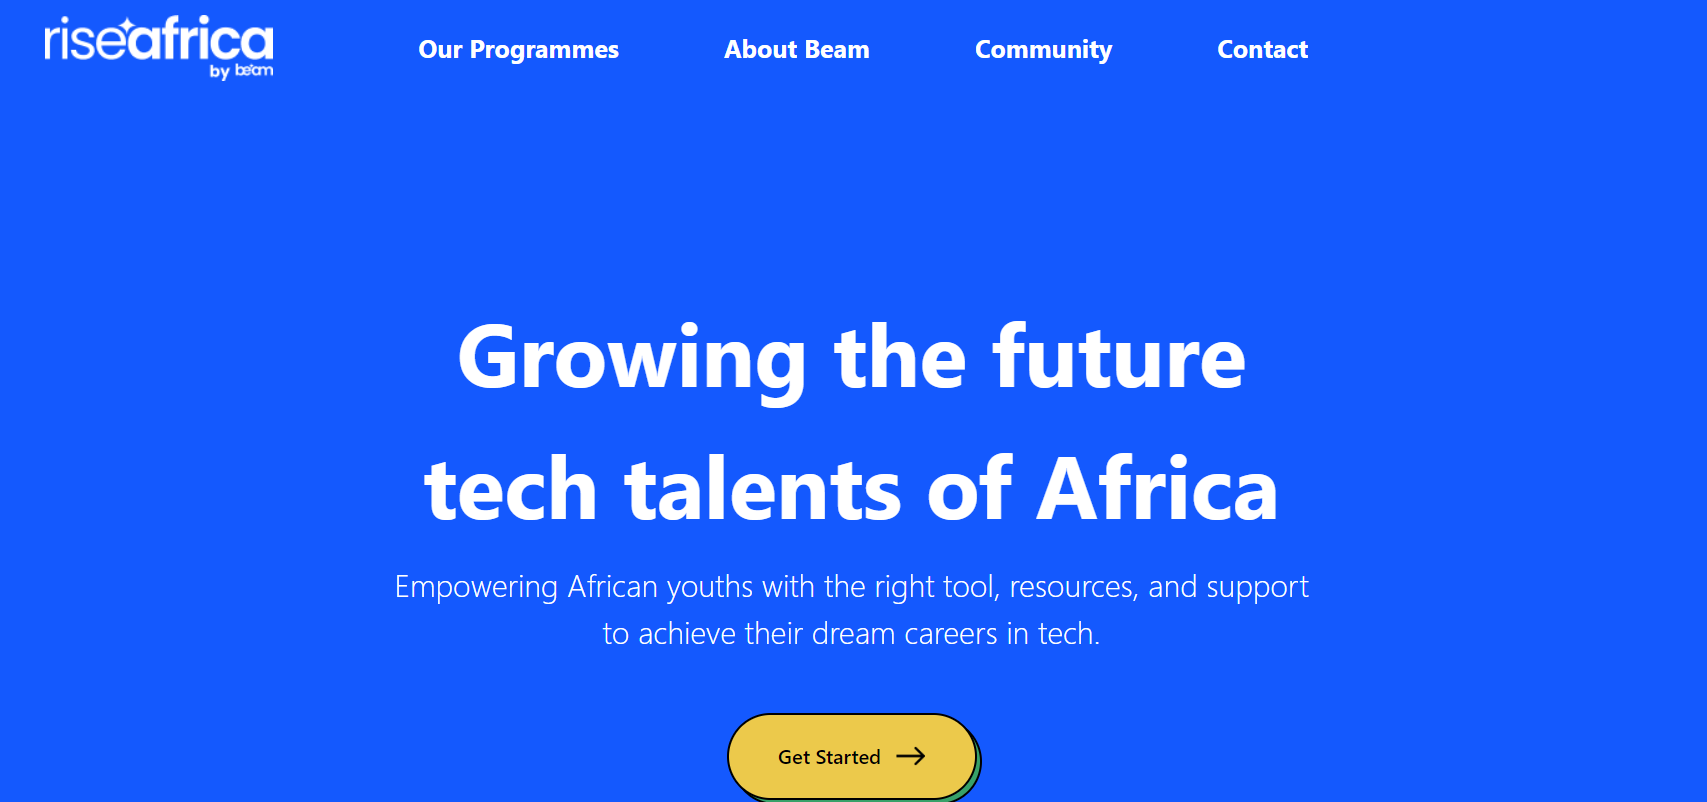 riseafrica
by beam
Our Programmes
About Beam
Community
Contact
Growing the future
tech talents of Africa
Empowering African youths with the right tool, resources, and support
to achieve their dream careers in tech.
Get Started